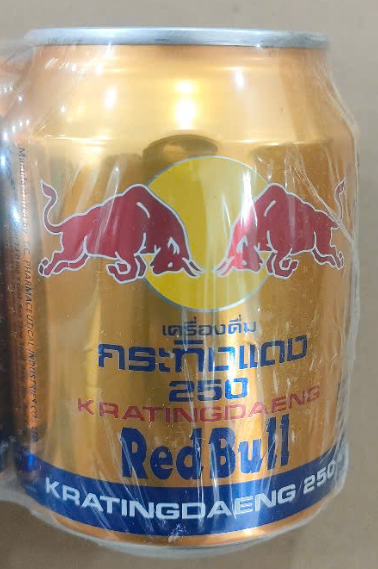 เครื่องดื่ม
กระทิงแดง
250
KRATINGDAENG
Red Bull
KRATINGDAENG 250